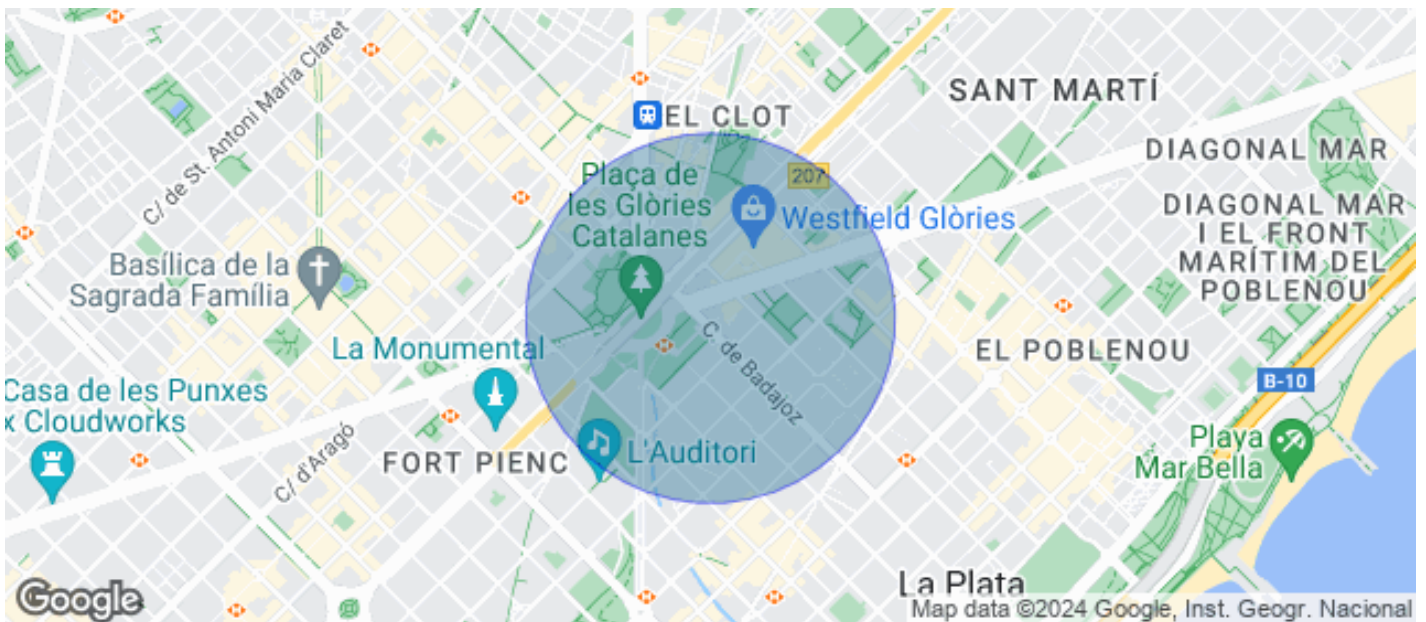 C/ de St. Antoni Maria Claret
EL CLOT
SANT MARTÍ
DIAGONAL MAR
Plaça de
les Glòries
Catalanes
207
Westfield Glòries
DIAGONAL MAR
I EL FRONT
MARÍTIM DEL
POBLENOU
Basílica de la
Sagrada Família
La Monumental
C. de Badajoz
EL POBLENOU
B-10
Casa de les Punxes
x Cloudworks
C/ d'Aragó
FORT PIENC
L'Auditori
Playa
Mar Bella
La Plata
Google
Map data ©2024 Google, Inst. Geogr. Nacional